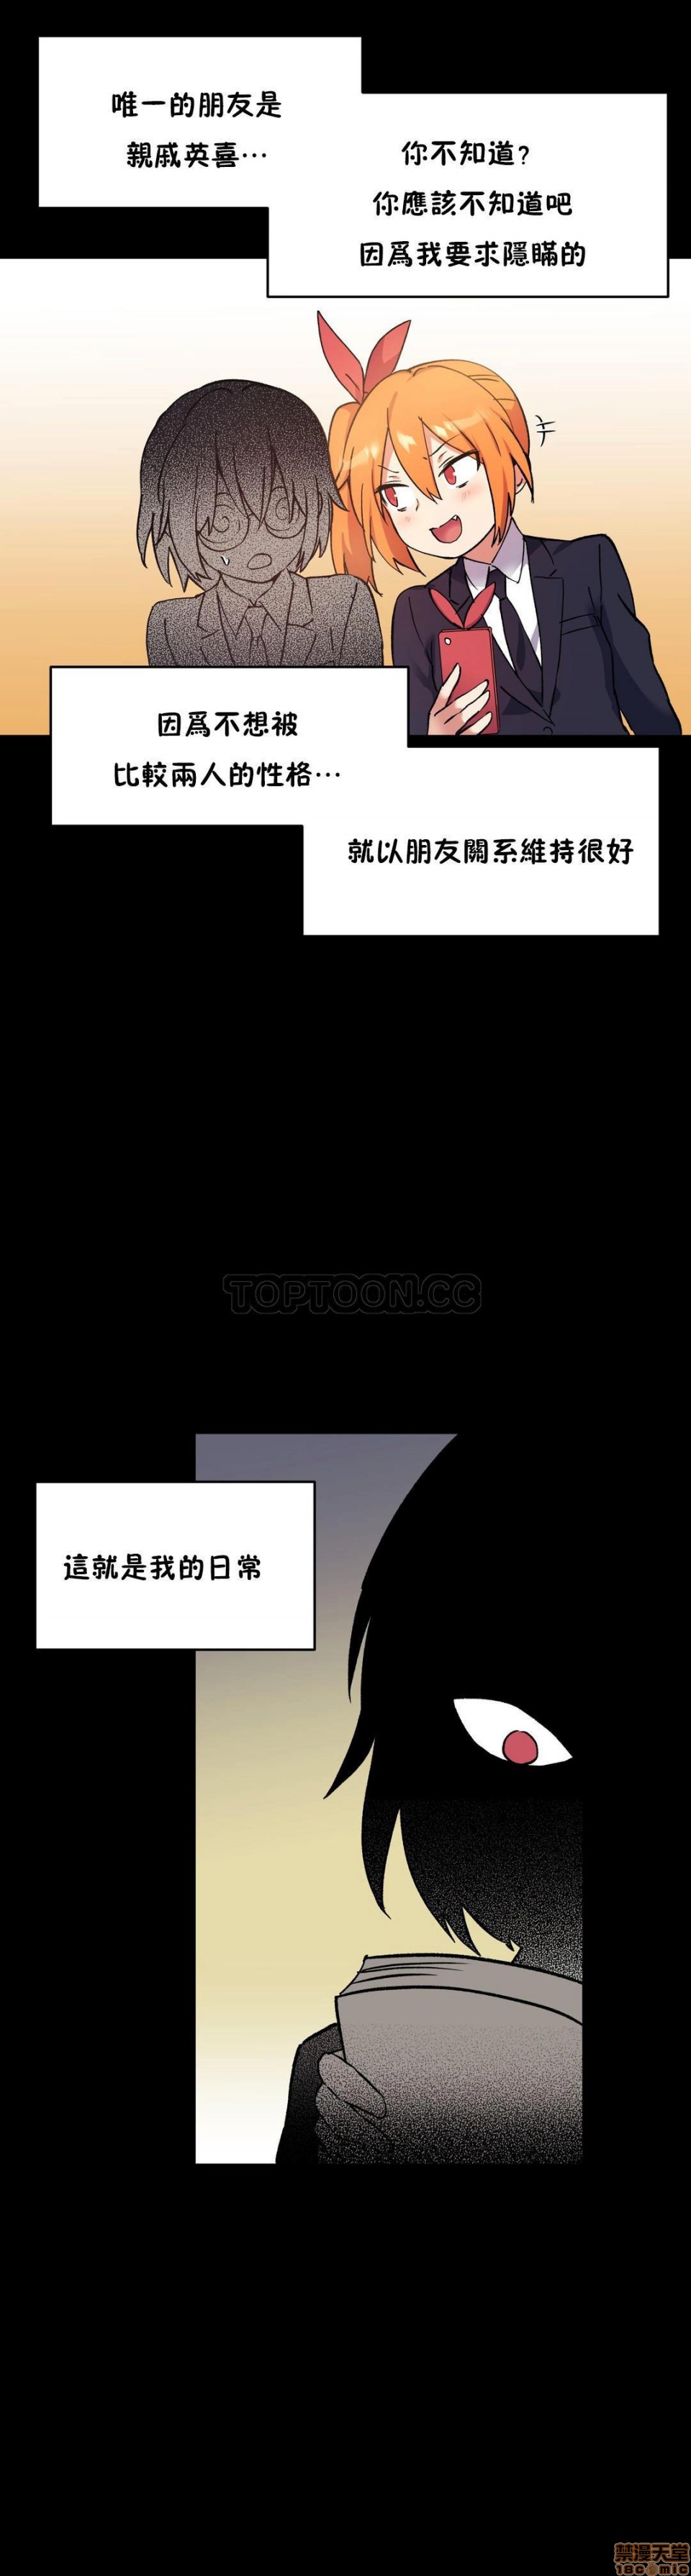 唯一的朋友是
親戚英喜…
你不知道?
你應該不知道吧
因爲我要求隱瞞的
因爲不想被
比較兩人的性格…
就以朋友關系維持很好
TOPTOON.CC
這就是我的日常
禁漫天堂
18comic